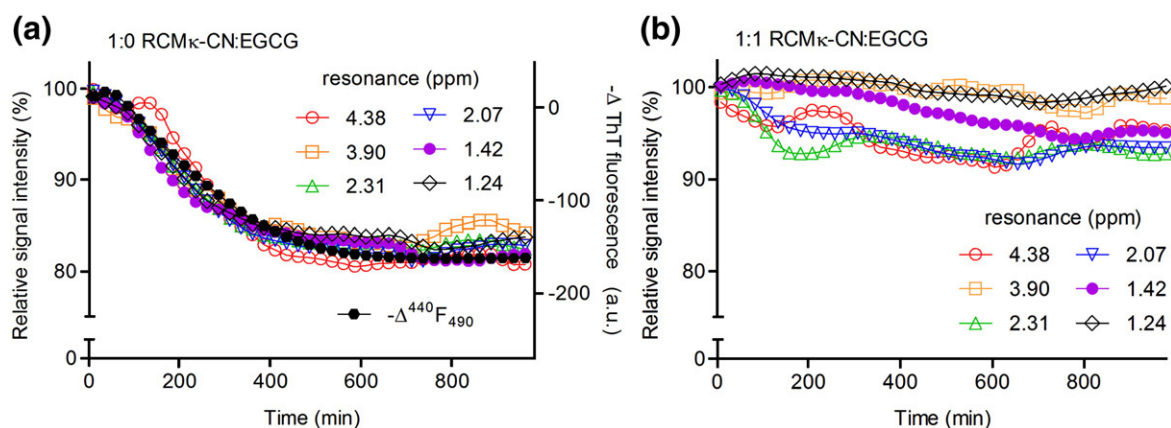 (a)
1:0 RCMκ-CN:EGCG
Relative signal intensity (%)
100
90
80
0
resonance (ppm)
4.38
2.07
3.90
1.42
2.31
1.24
-Δ⁴⁴⁰F₄₉₀
0
-100
-200
-Δ ThT fluorescence (a.u.)
0
200
400
600
800
Time (min)
(b)
1:1 RCMκ-CN:EGCG
Relative signal intensity (%)
100
90
80
0
resonance (ppm)
4.38
2.07
3.90
1.42
2.31
1.24
0
200
400
600
800
Time (min)